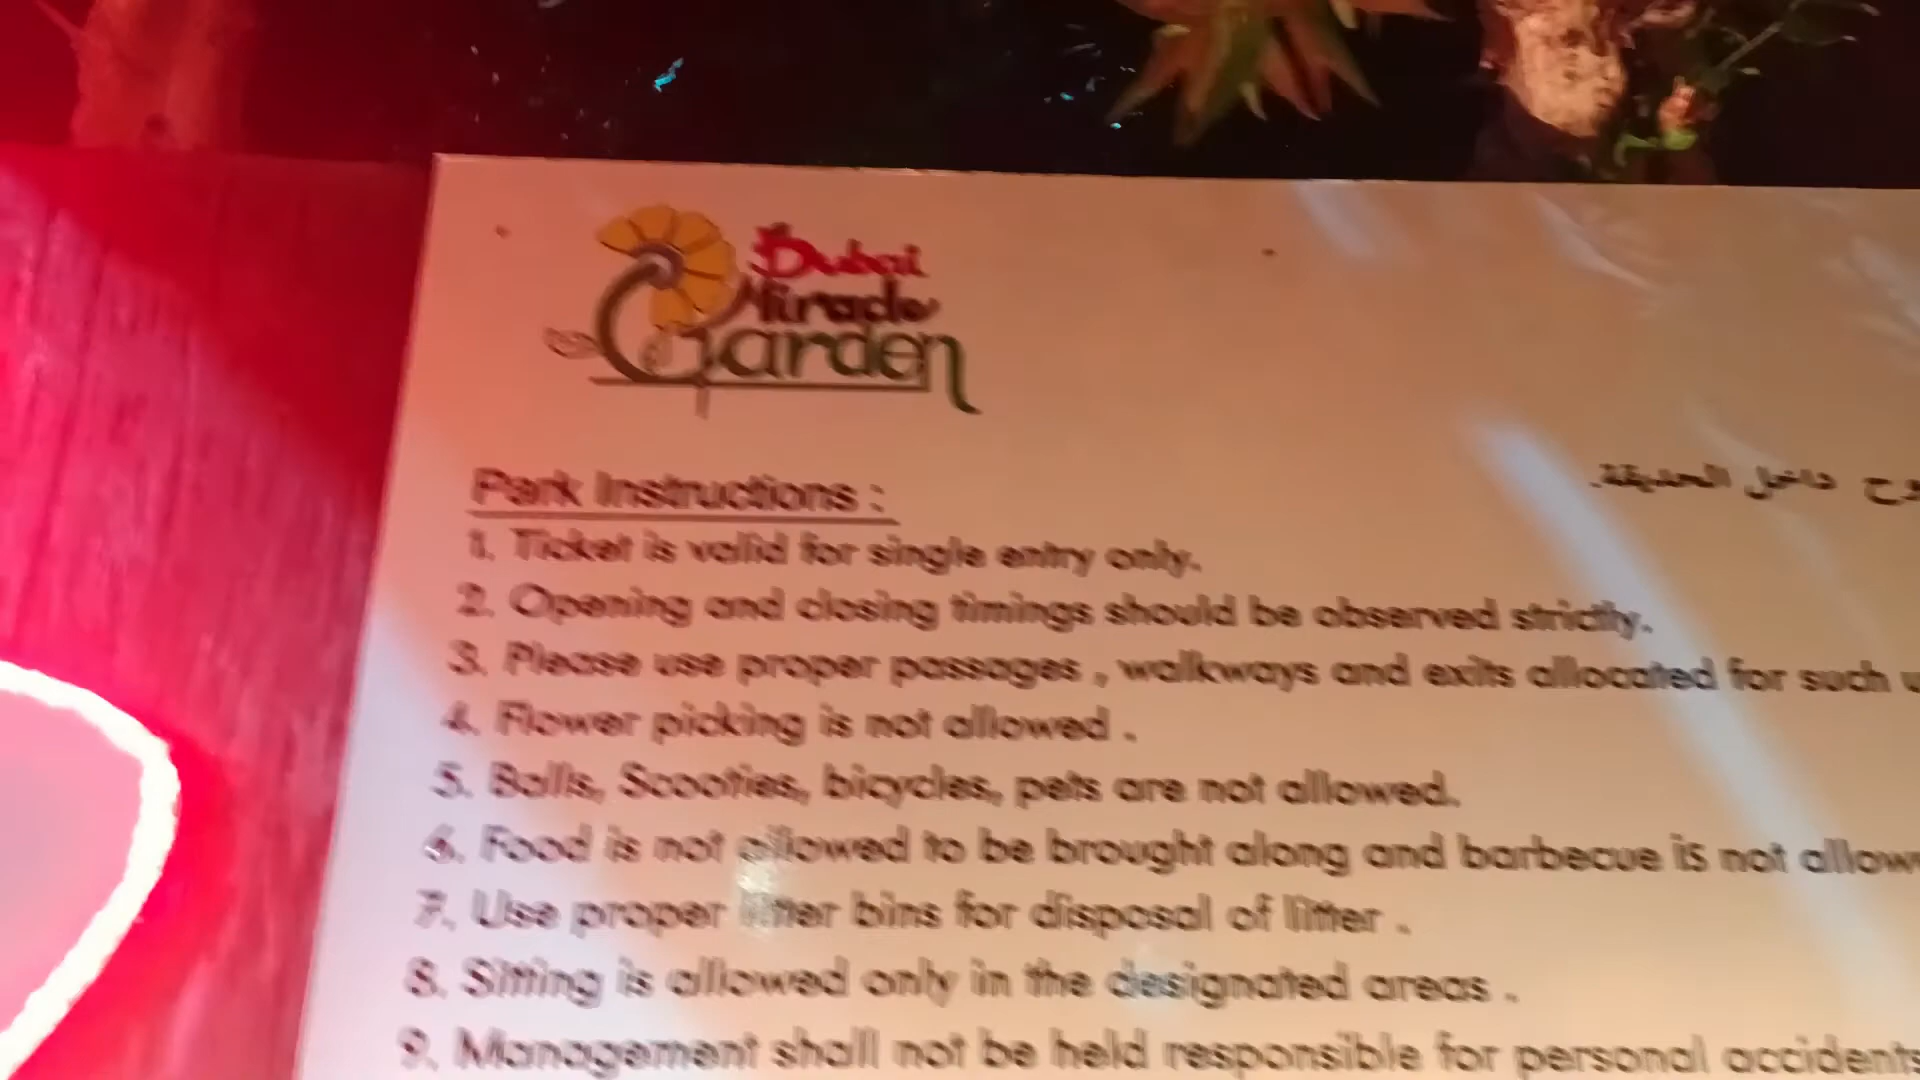 Dubai
Miracle
Garden
Park Instructions :
داخل الحديقة.
1. Ticket is valid for single entry only.
2. Opening and closing timings should be observed strictly.
3. Please use proper passages , walkways and exits allocated for such
4. Flower picking is not allowed .
5. Balls, Scooties, bicycles, pets are not allowed.
6. Food is not allowed to be brought along and barbecue is not
7. Use proper litter bins for disposal of litter .
8. Sitting is allowed only in the designated areas .
9. Management shall not be held responsible for personal accidents